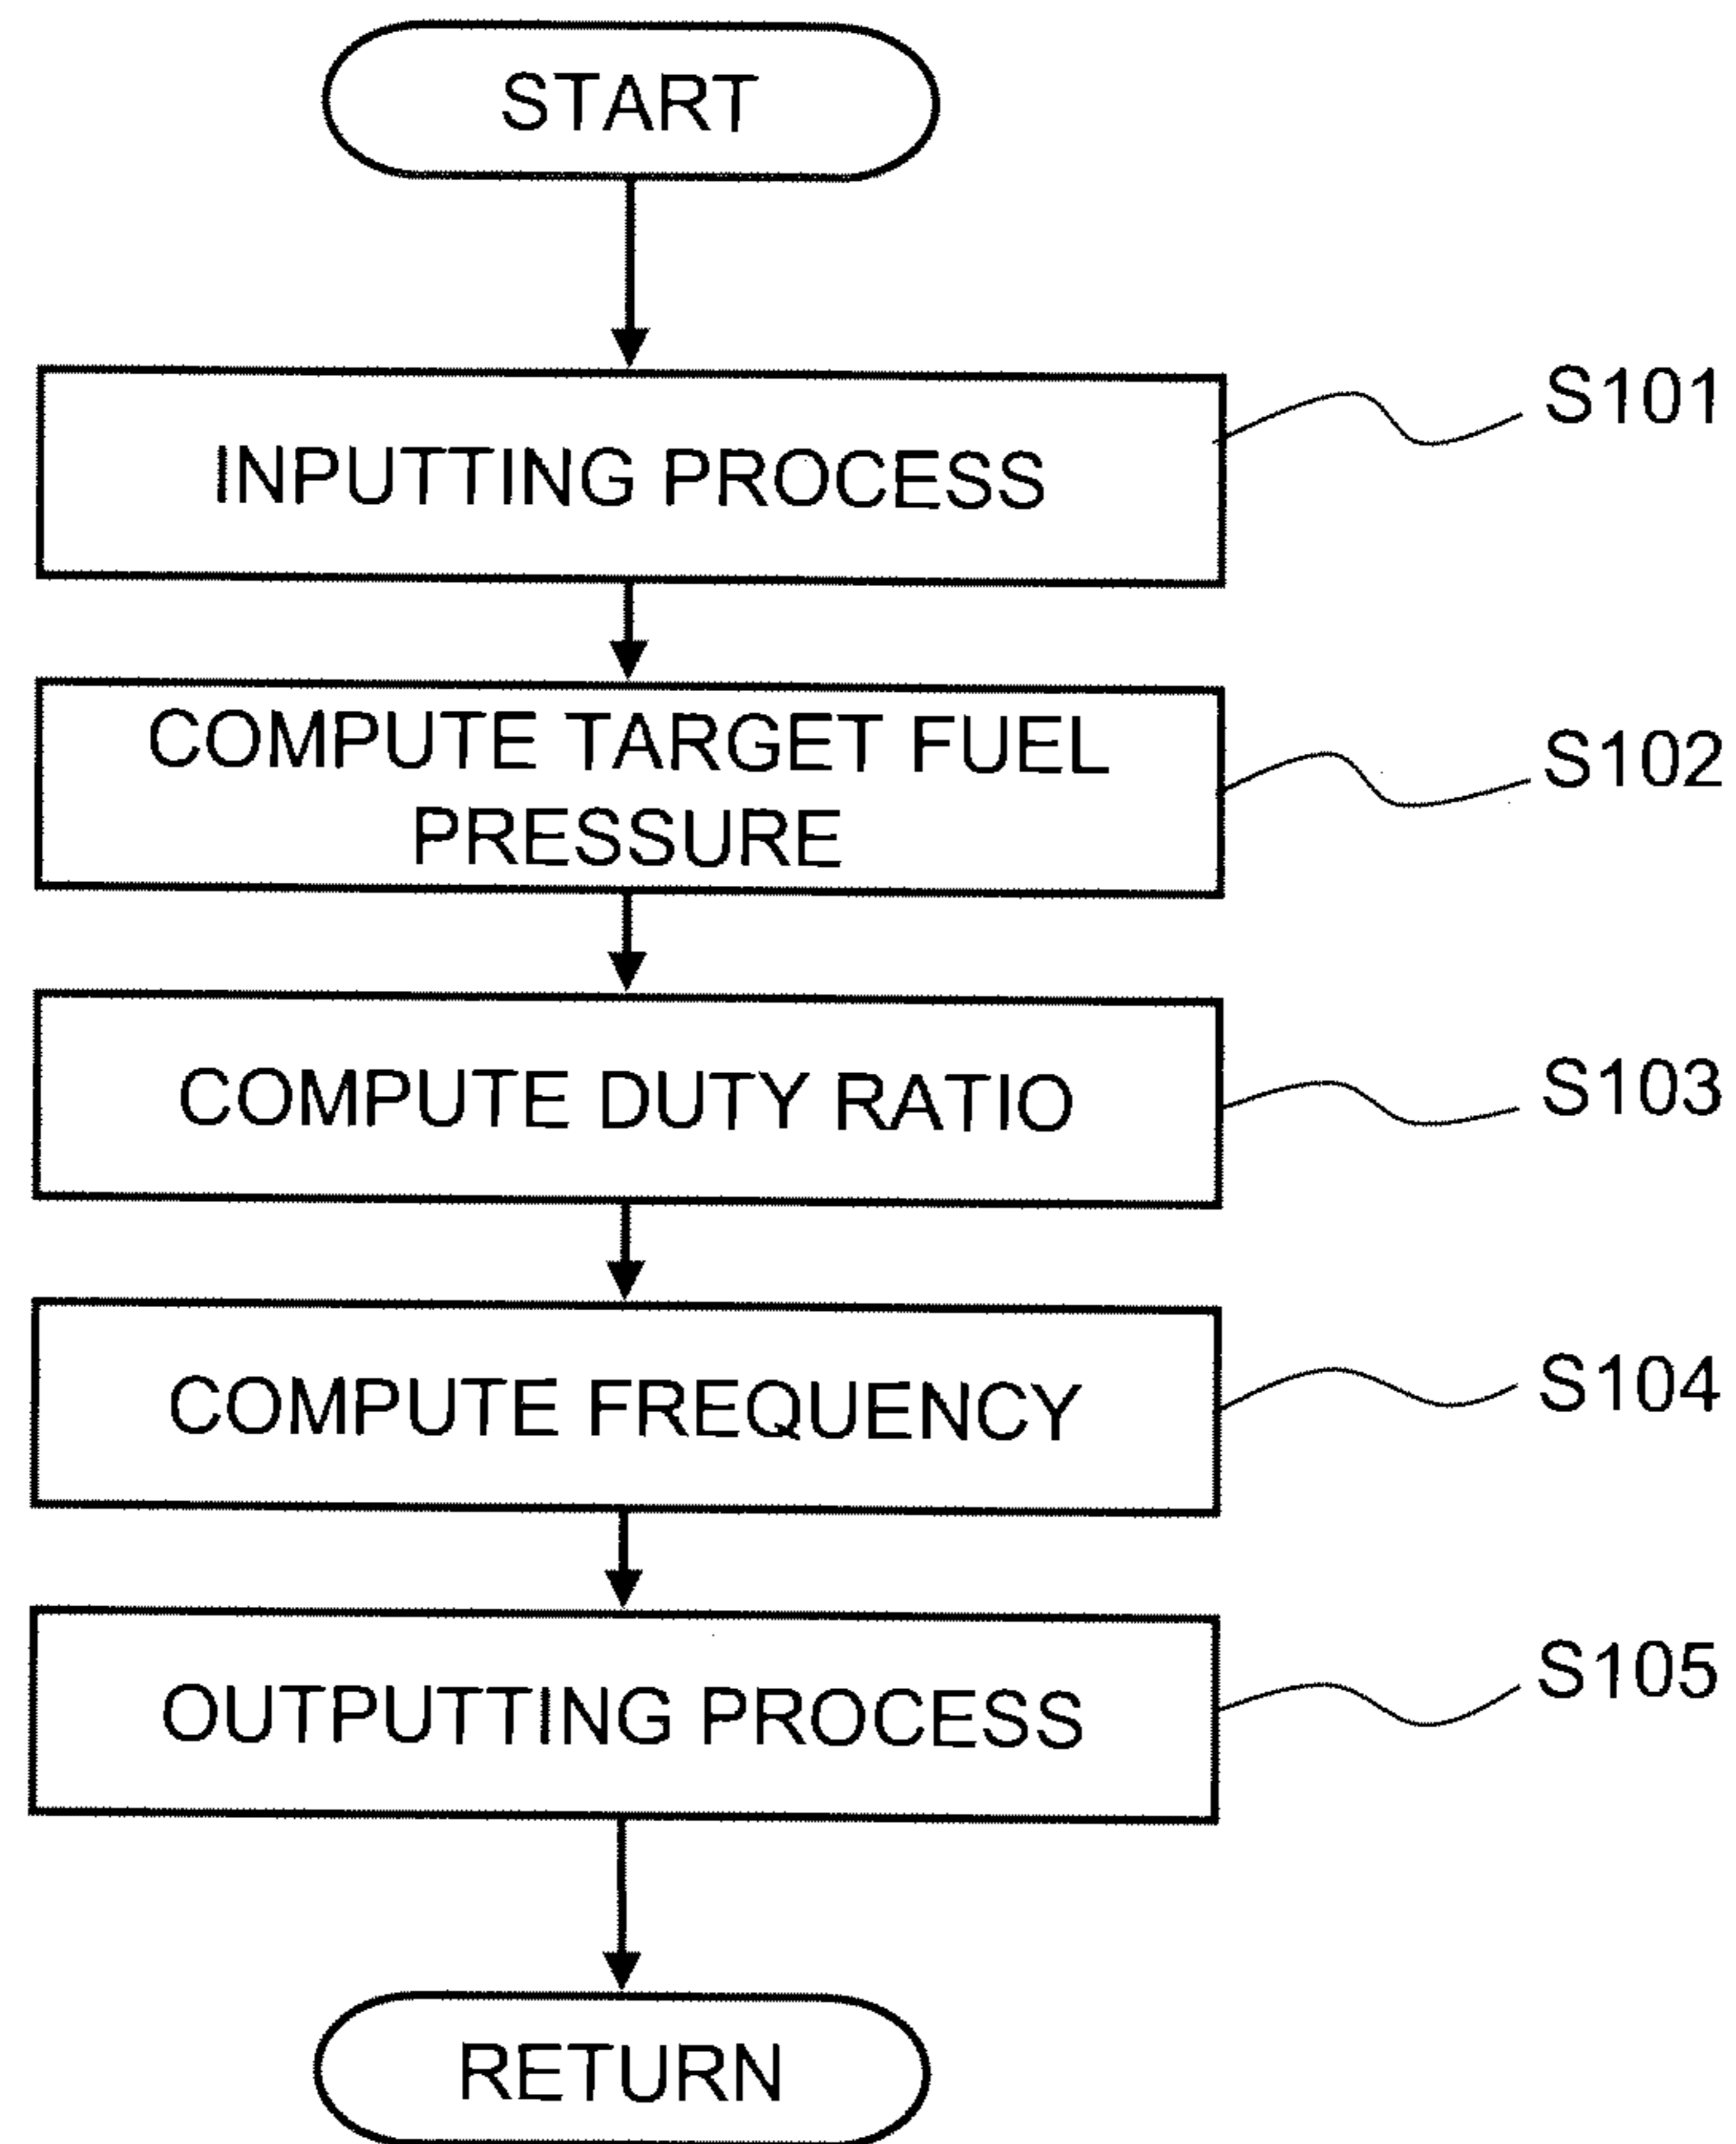 START
INPUTTING PROCESS
S101
COMPUTE TARGET FUEL
PRESSURE
S102
COMPUTE DUTY RATIO
S103
COMPUTE FREQUENCY
S104
OUTPUTTING PROCESS
S105
RETURN